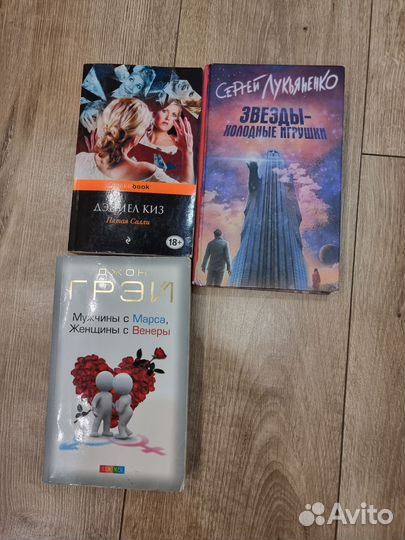 book
ДЭНИЕЛ КИЗ
Пятая Салли
18+
СЕРГЕЙ ЛУКЬЯНЕНКО
ЗВЕЗДЫ-
ХОЛОДНЫЕ ИГРУШКИ
ДЖОН
ГРЭЙ
Мужчины с Марса,
Женщины с Венеры
Avito